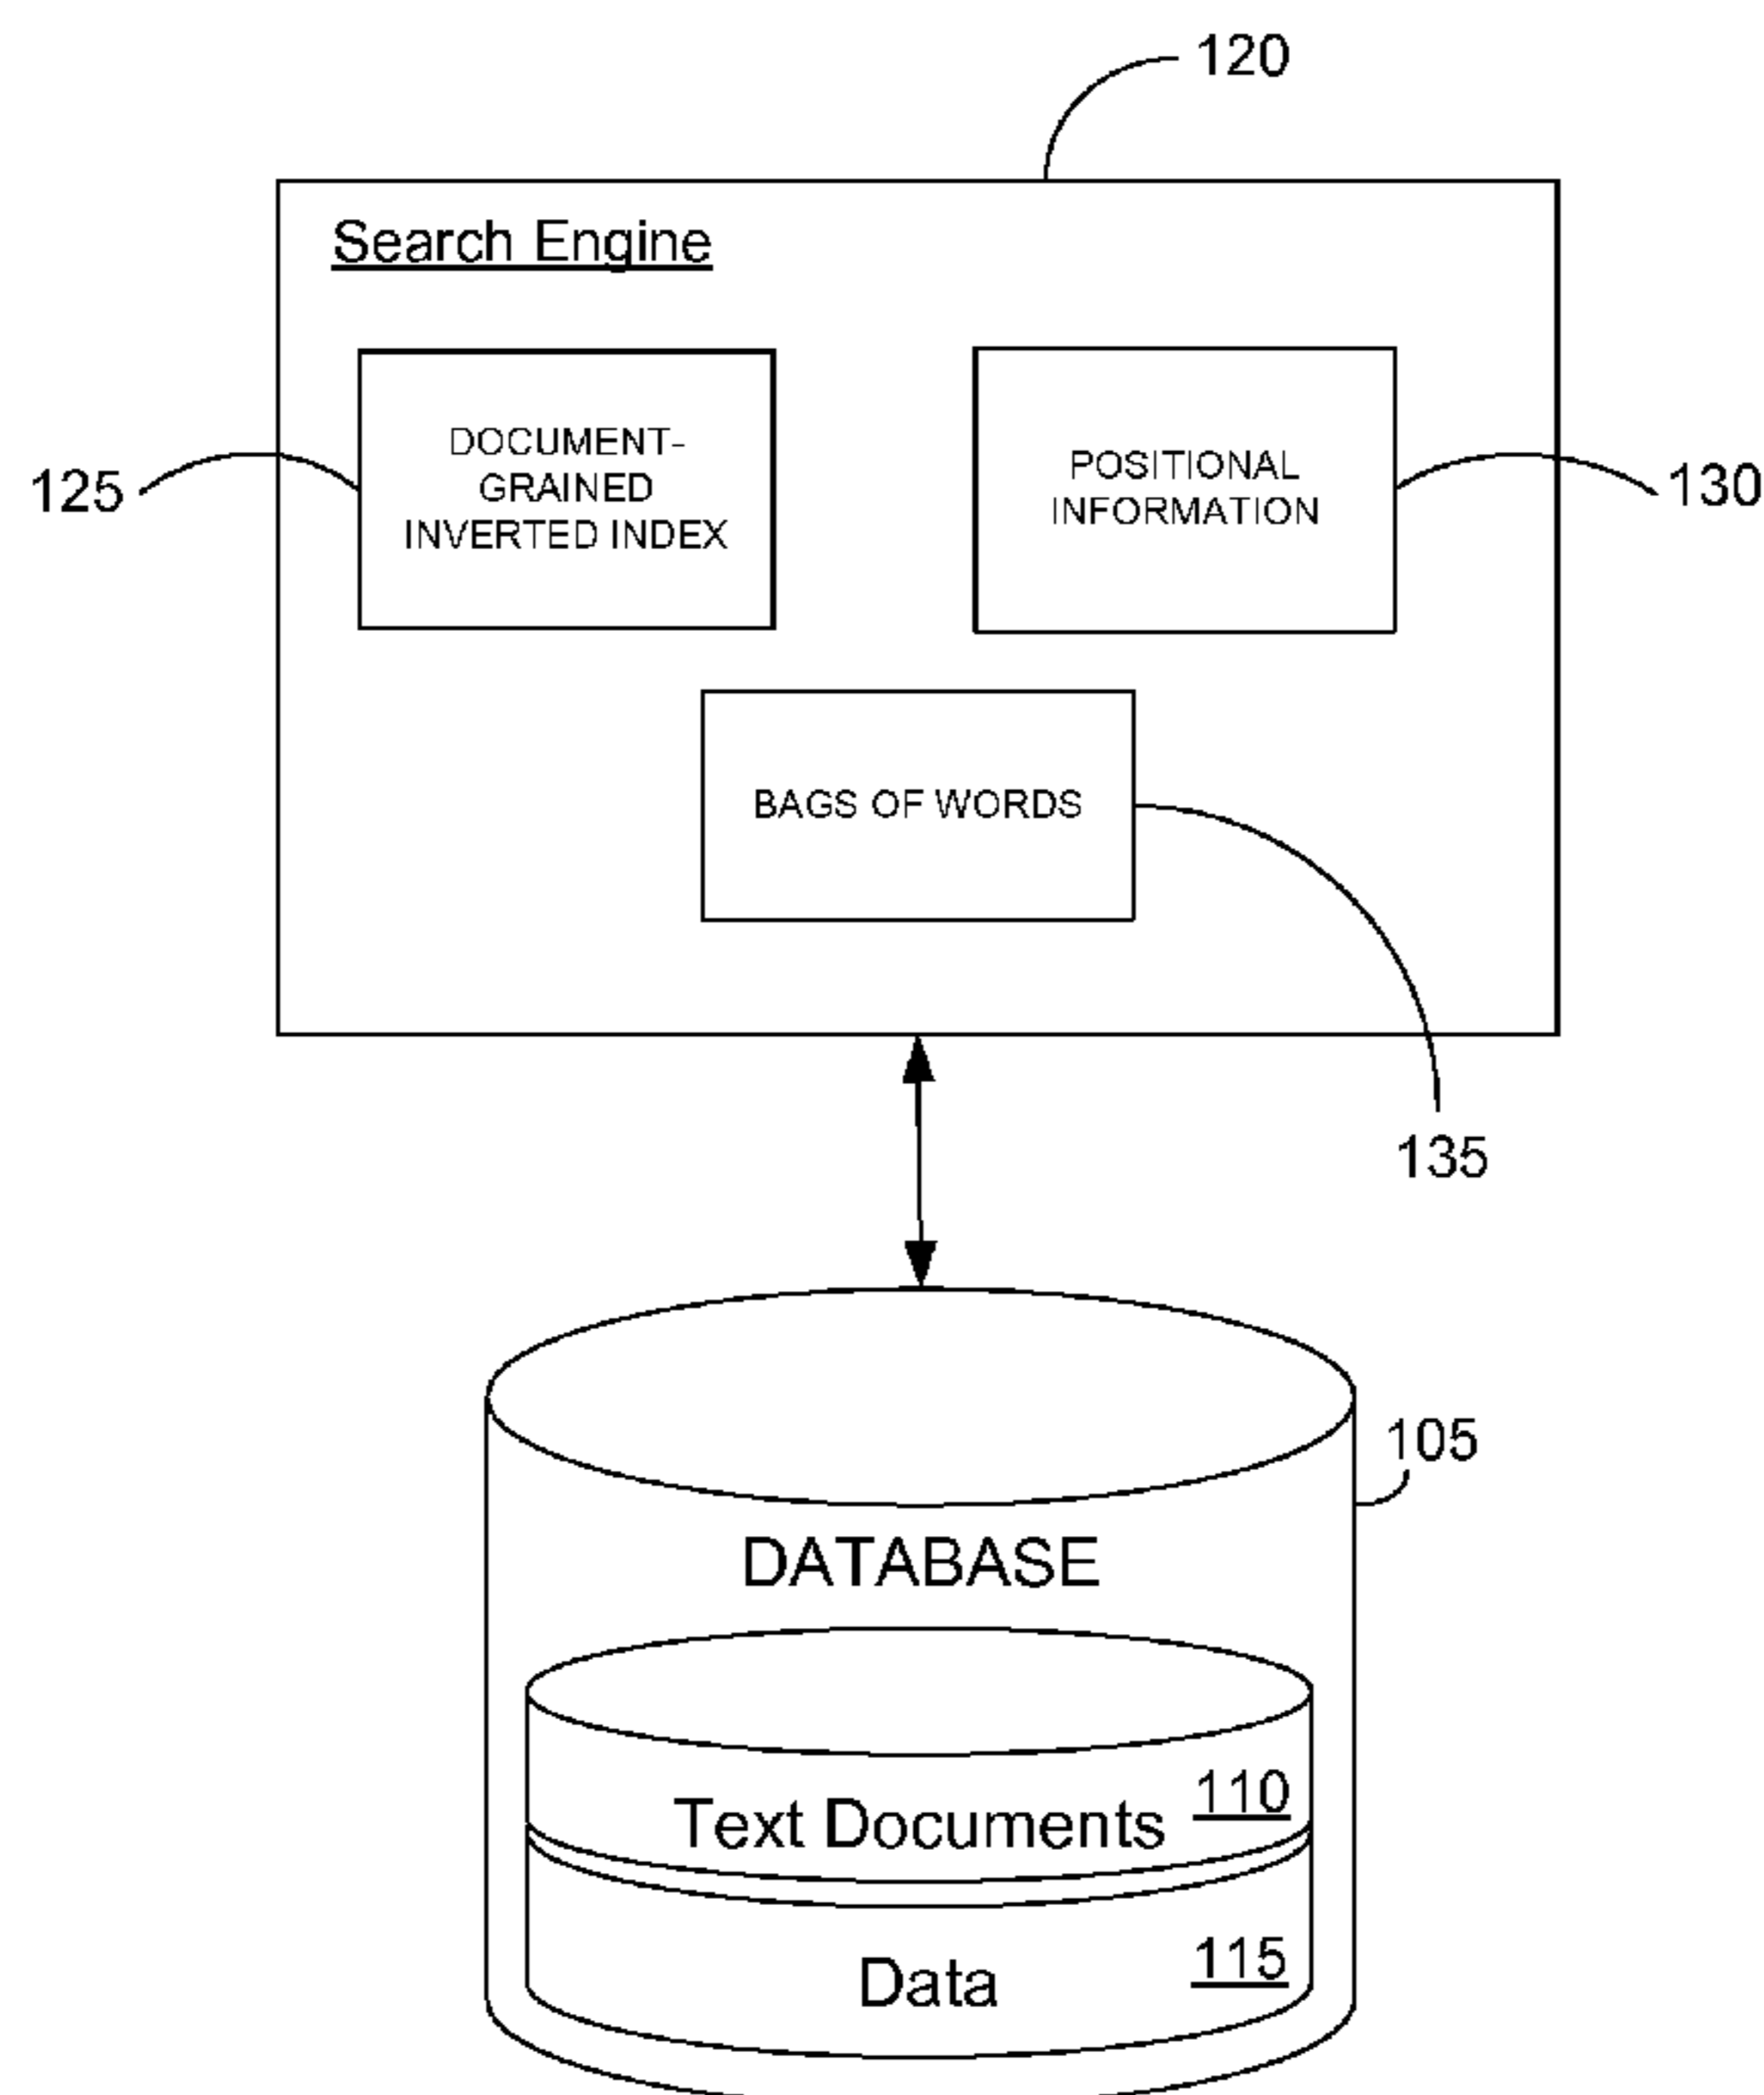 120
Search Engine
DOCUMENT-
GRAINED
INVERTED INDEX
POSITIONAL
INFORMATION
125
130
BAGS OF WORDS
135
105
DATABASE
Text Documents 110
Data 115